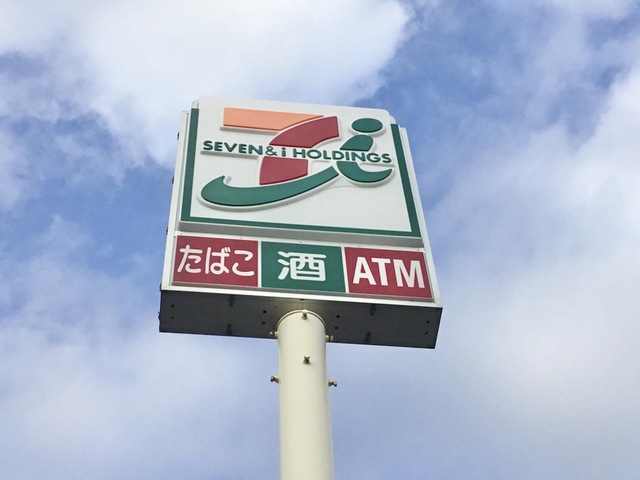 SEVEN & i HOLDINGS
たばこ 酒 ATM